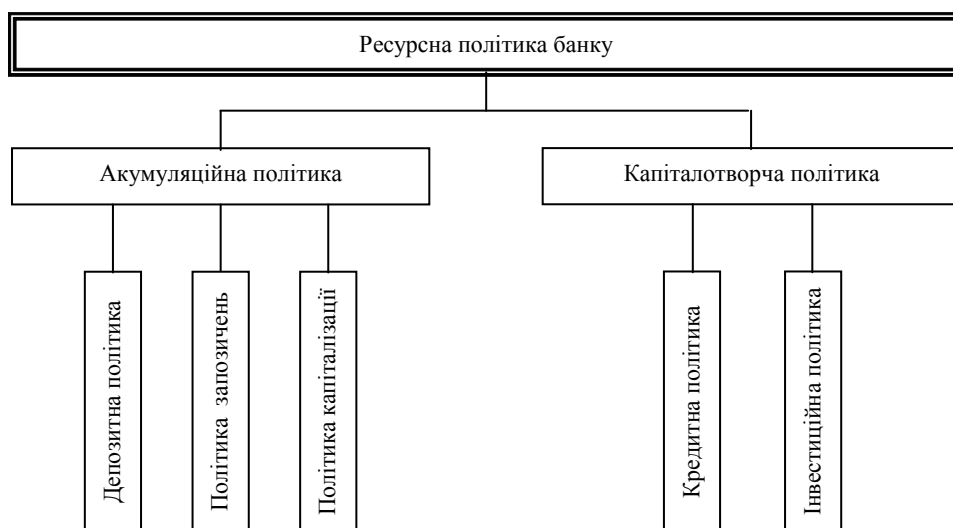 Ресурсна політика банку
Акумуляційна політика
Капіталотворча політика
Депозитна політика
Політика запозичень
Політика капіталізації
Кредитна політика
Інвестиційна політика